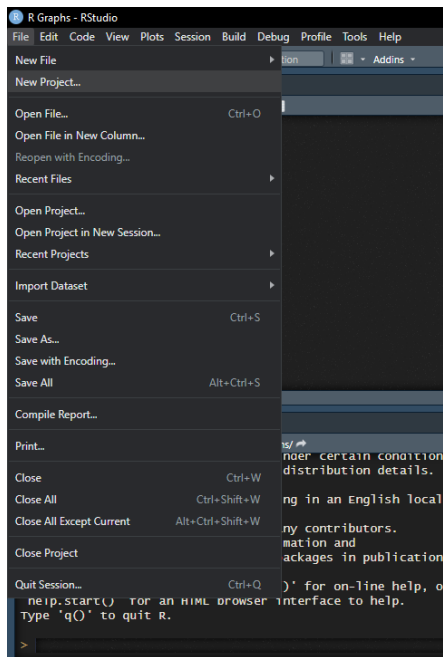 R Graphs - RStudio
File Edit Code View Plots Session Build Debug Profile Tools Help
New File
tion
Addins
New Project...
Open File... Ctrl+O
Open File in New Column...
Reopen with Encoding...
Recent Files
Open Project...
Open Project in New Session...
Recent Projects
Import Dataset
Save Ctrl+S
Save As...
Save with Encoding...
Save All Alt+Ctrl+S
Compile Report...
Print...
ns/
nder certain condition
distribution details.
Close Ctrl+W
Close All Ctrl+Shift+W
ng in an English local
Close All Except Current Alt+Ctrl+Shift+W
ny contributors.
mation and
Close Project
ackages in publication
Quit Session... Ctrl+Q
)' for on-line help, o
'help.start()' for an HTML browser interface to help.
Type 'q()' to quit R.
>